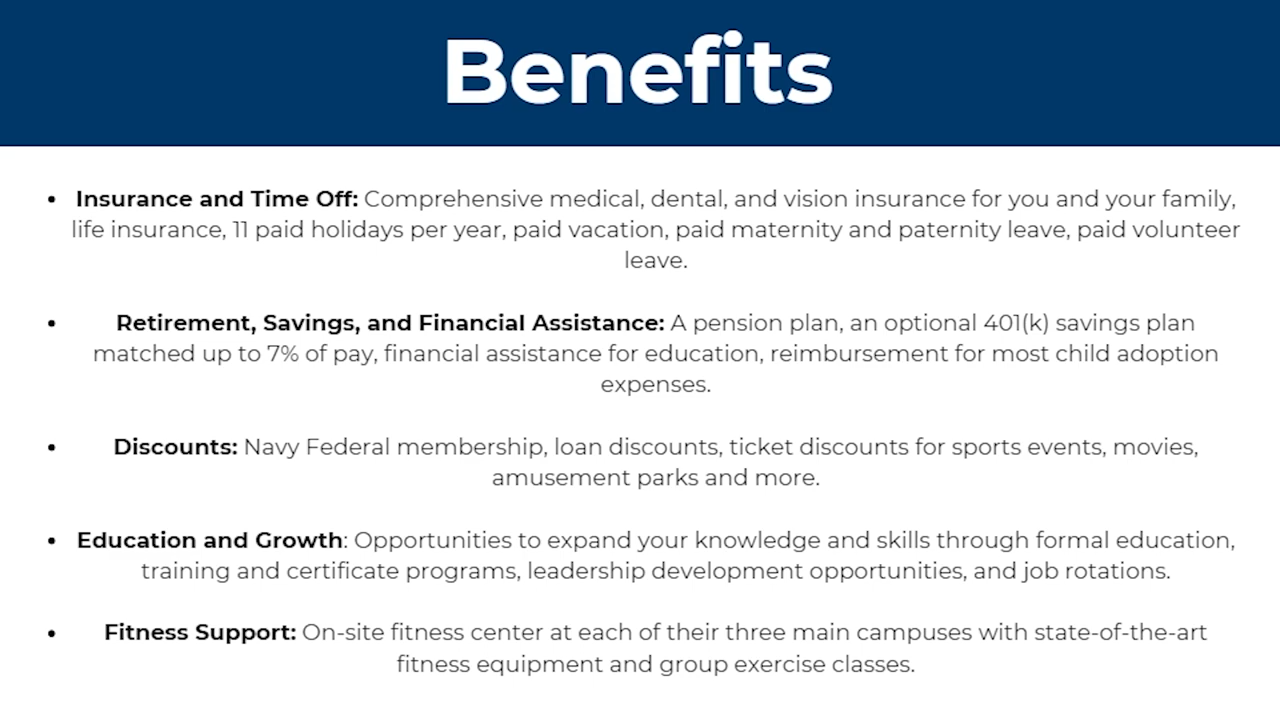 Benefits
• Insurance and Time Off: Comprehensive medical, dental, and vision insurance for you and your family,
life insurance, 11 paid holidays per year, paid vacation, paid maternity and paternity leave, paid volunteer
leave.
• Retirement, Savings, and Financial Assistance: A pension plan, an optional 401(k) savings plan
matched up to 7% of pay, financial assistance for education, reimbursement for most child adoption
expenses.
• Discounts: Navy Federal membership, loan discounts, ticket discounts for sports events, movies,
amusement parks and more.
• Education and Growth: Opportunities to expand your knowledge and skills through formal education,
training and certificate programs, leadership development opportunities, and job rotations.
• Fitness Support: On-site fitness center at each of their three main campuses with state-of-the-art
fitness equipment and group exercise classes.